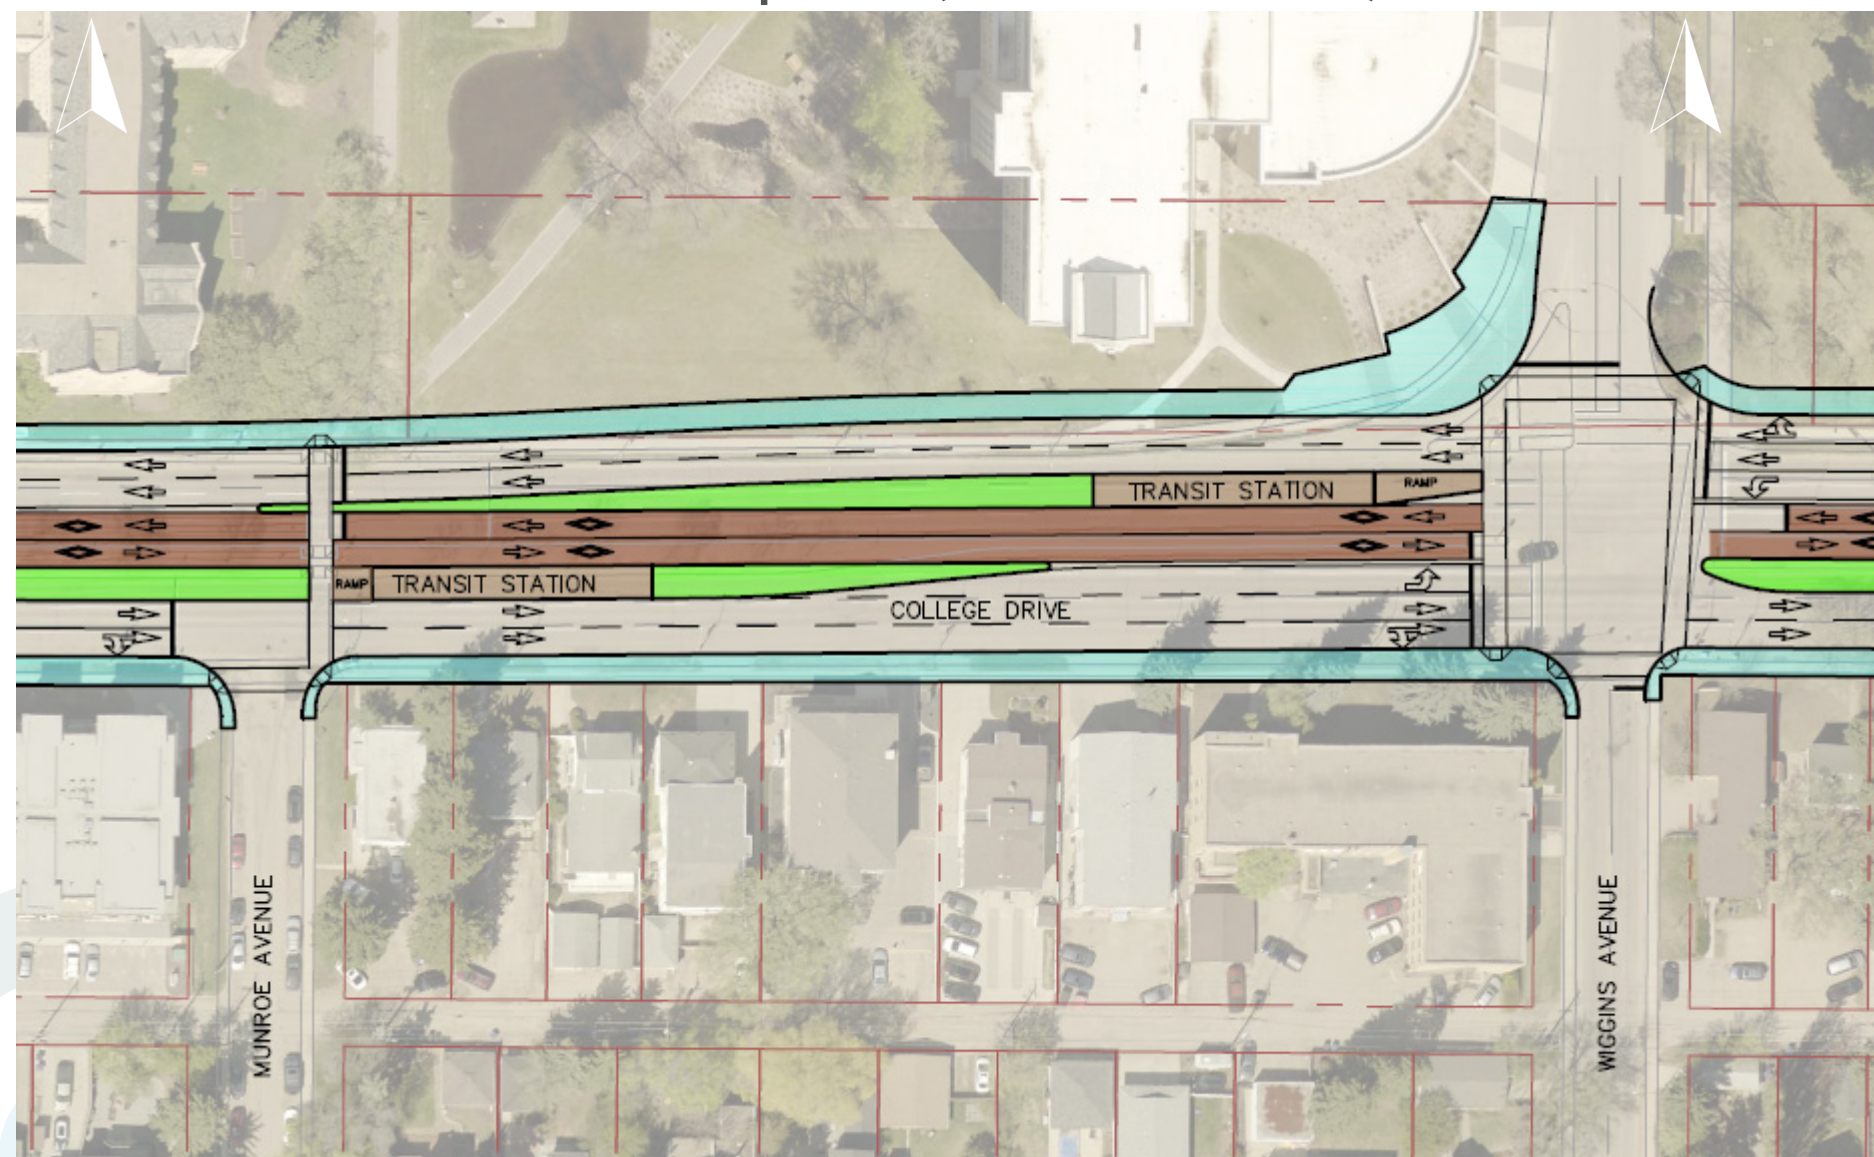 TRANSIT STATION
RAMP
RAMP
TRANSIT STATION
COLLEGE DRIVE
MUNROE AVENUE
WIGGINS AVENUE